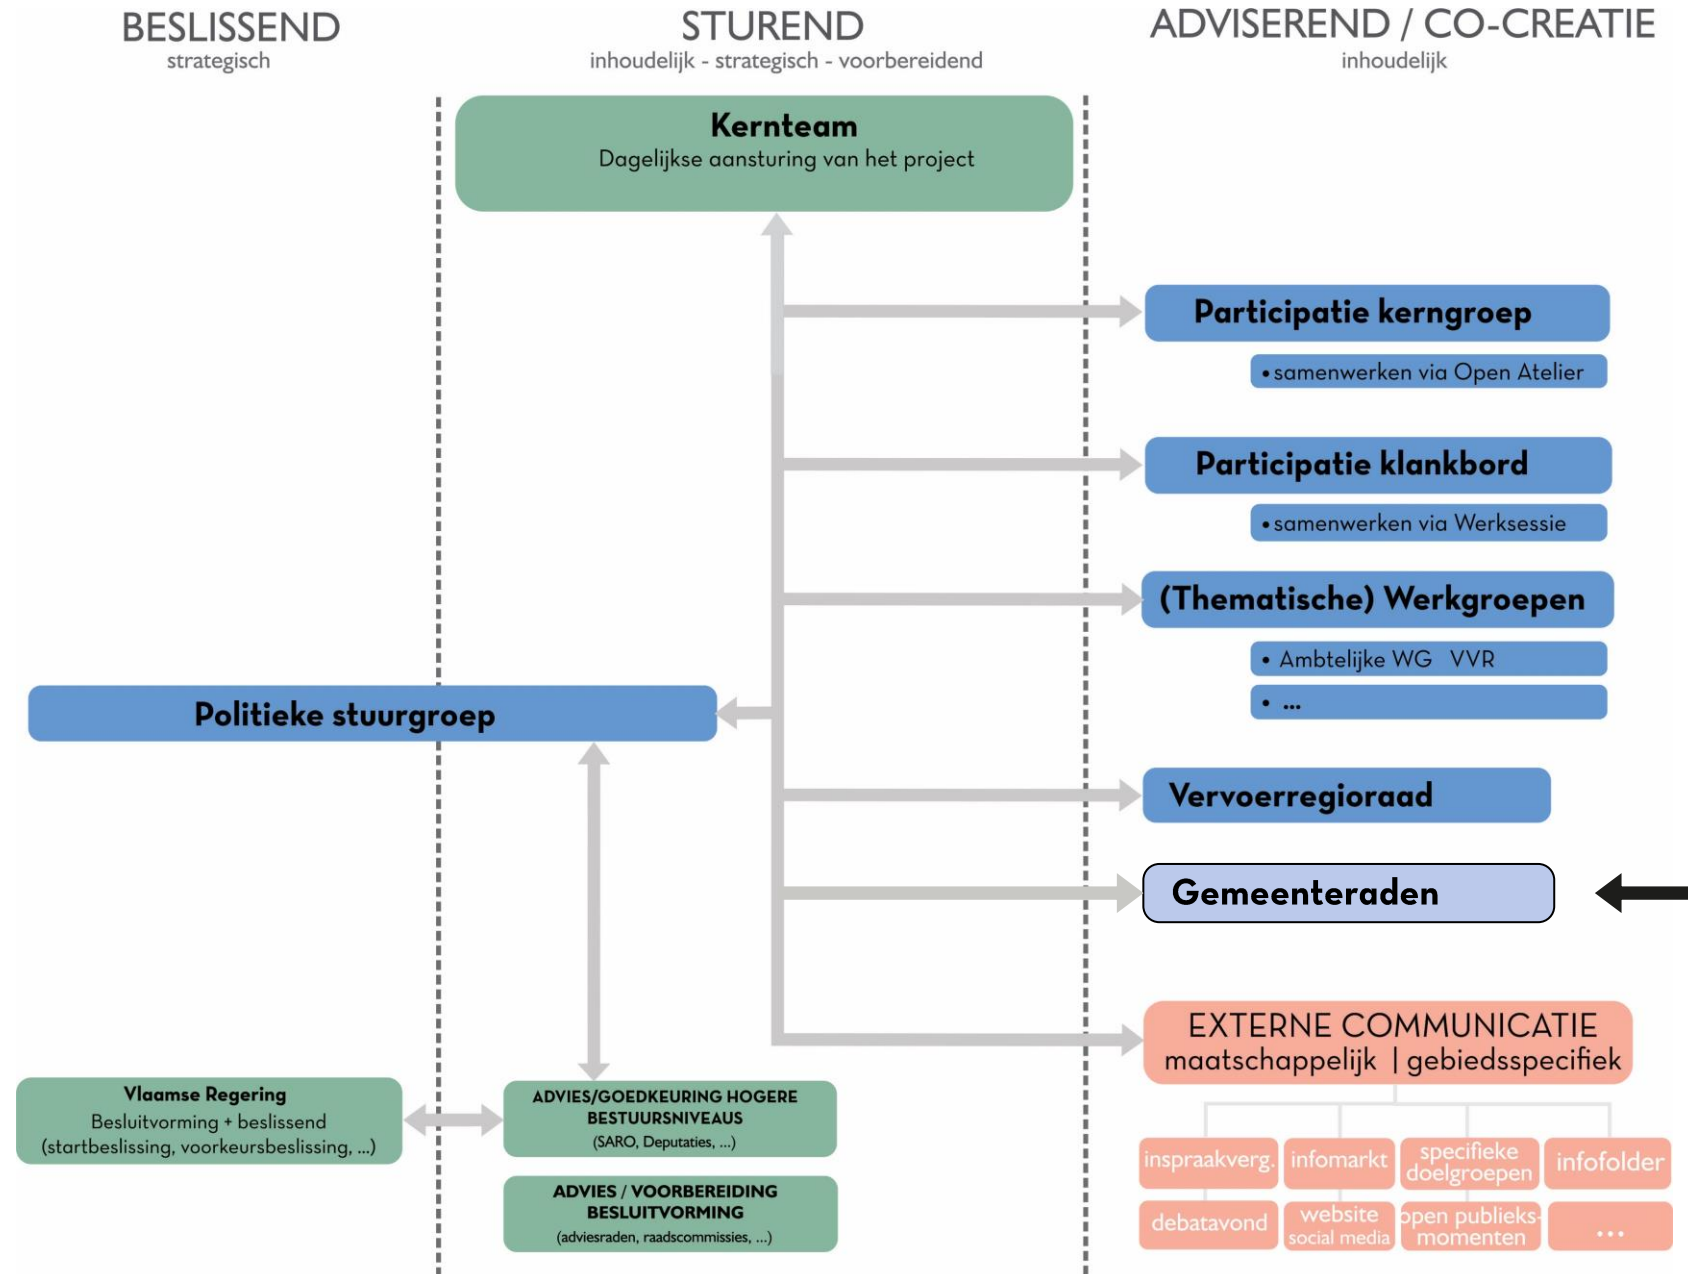 BESLISSEND
strategisch
STUREND
inhoudelijk - strategisch - voorbereidend
ADVISEREND / CO-CREATIE
inhoudelijk
Kernteam
Dagelijkse aansturing van het project
Participatie kerngroep
• samenwerken via Open Atelier
Participatie klankbord
• samenwerken via Werksessie
(Thematische) Werkgroepen
• Ambtelijke WG VVR
• ...
Politieke stuurgroep
Vervoerregioraad
Gemeenteraden
EXTERNE COMMUNICATIE
maatschappelijk | gebiedsspecifiek
Vlaamse Regering
Besluitvorming + beslissend
(startbeslissing, voorkeursbeslissing, ...)
ADVIES/GOEDKEURING HOGERE
BESTUURSNIVEAUS
(SARO, Deputaties, ...)
ADVIES / VOORBEREIDING
BESLUITVORMING
(adviesraden, raadscommissies, ...)
inspraakverg.
infomarkt
specifieke
doelgroepen
infofolder
debatavond
website
social media
open publieks-
momenten
...